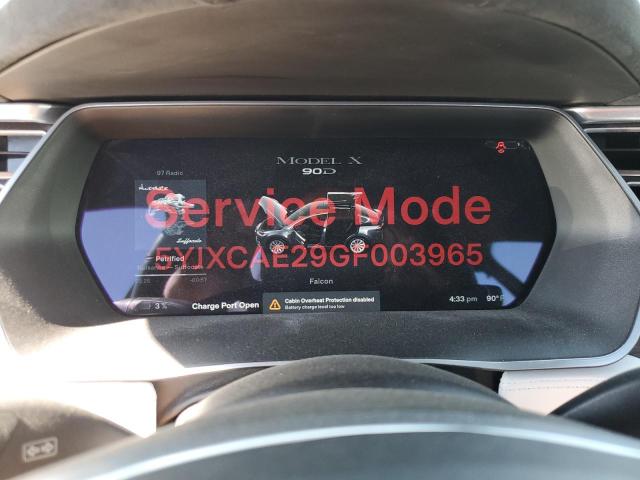 MODEL X
90D
97 Radio
Service Mode
5YJXCAE29GF003965
Petrified
Falcon
3 %
Charge Port Open
Cabin Overheat Protection disabled
Battery charge level too low
4:33 pm
90°F